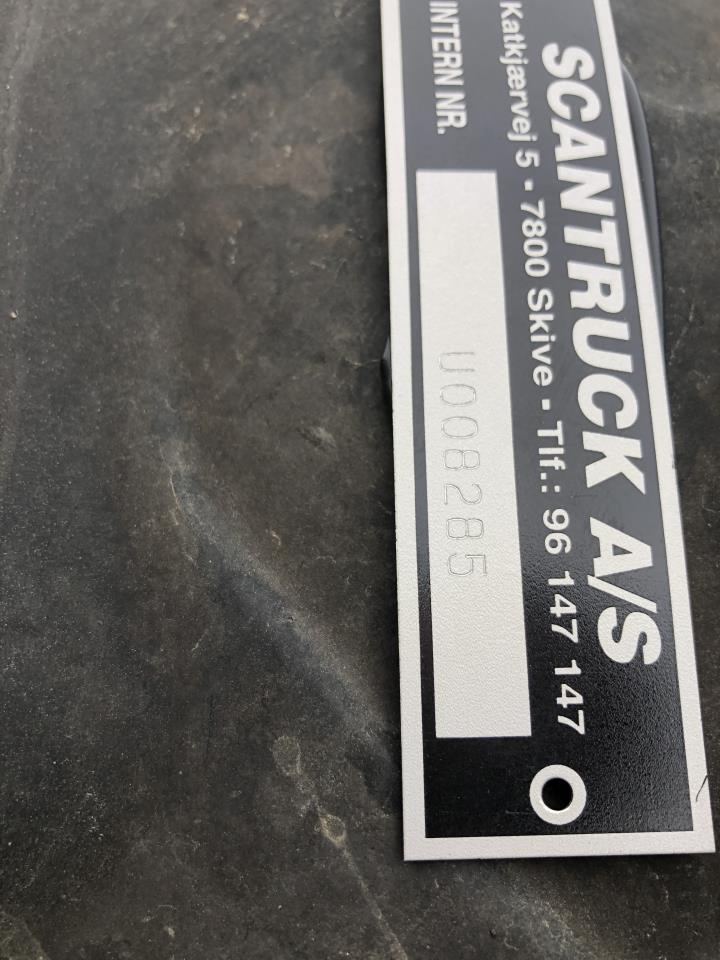 SCANTRUCK A/S
Katkjærvej 5 ▪ 7800 Skive ▪ Tlf.: 96 147 147
INTERN NR.
U008285